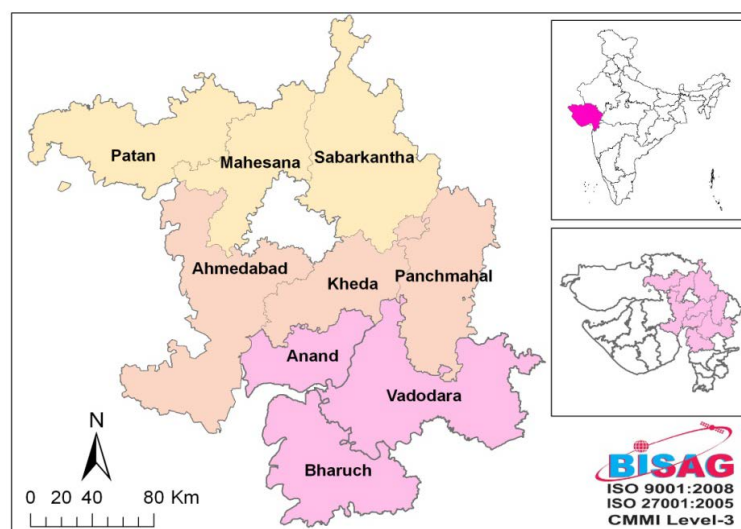 Patan
Mahesana
Sabarkantha
Ahmedabad
Kheda
Panchmahal
Anand
Vadodara
Bharuch
N
0 20 40 80 Km
BISAG
ISO 9001:2008
ISO 27001:2005
CMMI Level-3